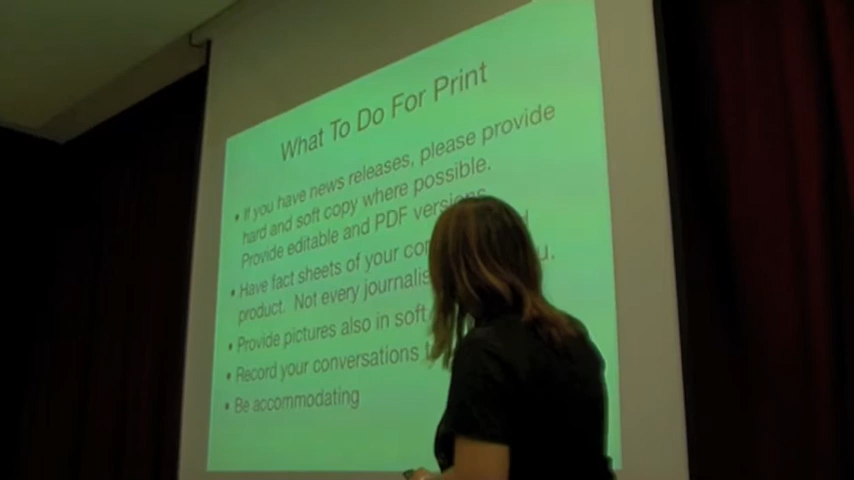 What To Do For Print
• If you have news releases, please provide
hard and soft copy where possible.
Provide editable and PDF versions
• Have fact sheets of your
product. Not every
• Provide pictures also in soft
• Record your conversations
• Be accommodating